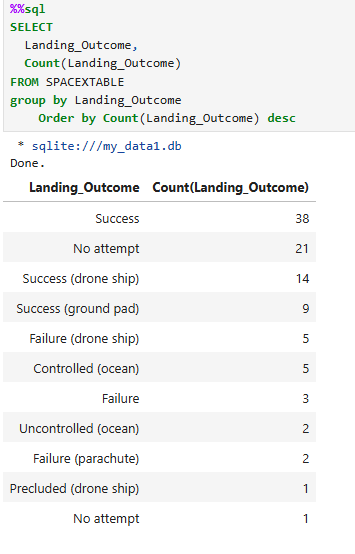 %%sql
SELECT
Landing_Outcome,
Count(Landing_Outcome)
FROM SPACEXTABLE
group by Landing_Outcome
Order by Count(Landing_Outcome) desc
* sqlite:///my_data1.db
Done.
Landing_Outcome Count(Landing_Outcome)
Success 38
No attempt 21
Success (drone ship) 14
Success (ground pad) 9
Failure (drone ship) 5
Controlled (ocean) 5
Failure 3
Uncontrolled (ocean) 2
Failure (parachute) 2
Precluded (drone ship) 1
No attempt 1